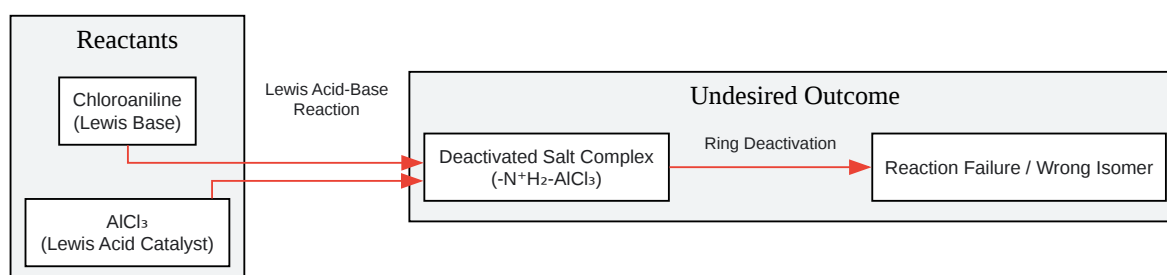 Reactants
Chloroaniline
(Lewis Base)
AlCl₃
(Lewis Acid Catalyst)
Lewis Acid-Base
Reaction
Undesired Outcome
Deactivated Salt Complex
(-N⁺H₂-AlCl₃)
Ring Deactivation
Reaction Failure / Wrong Isomer